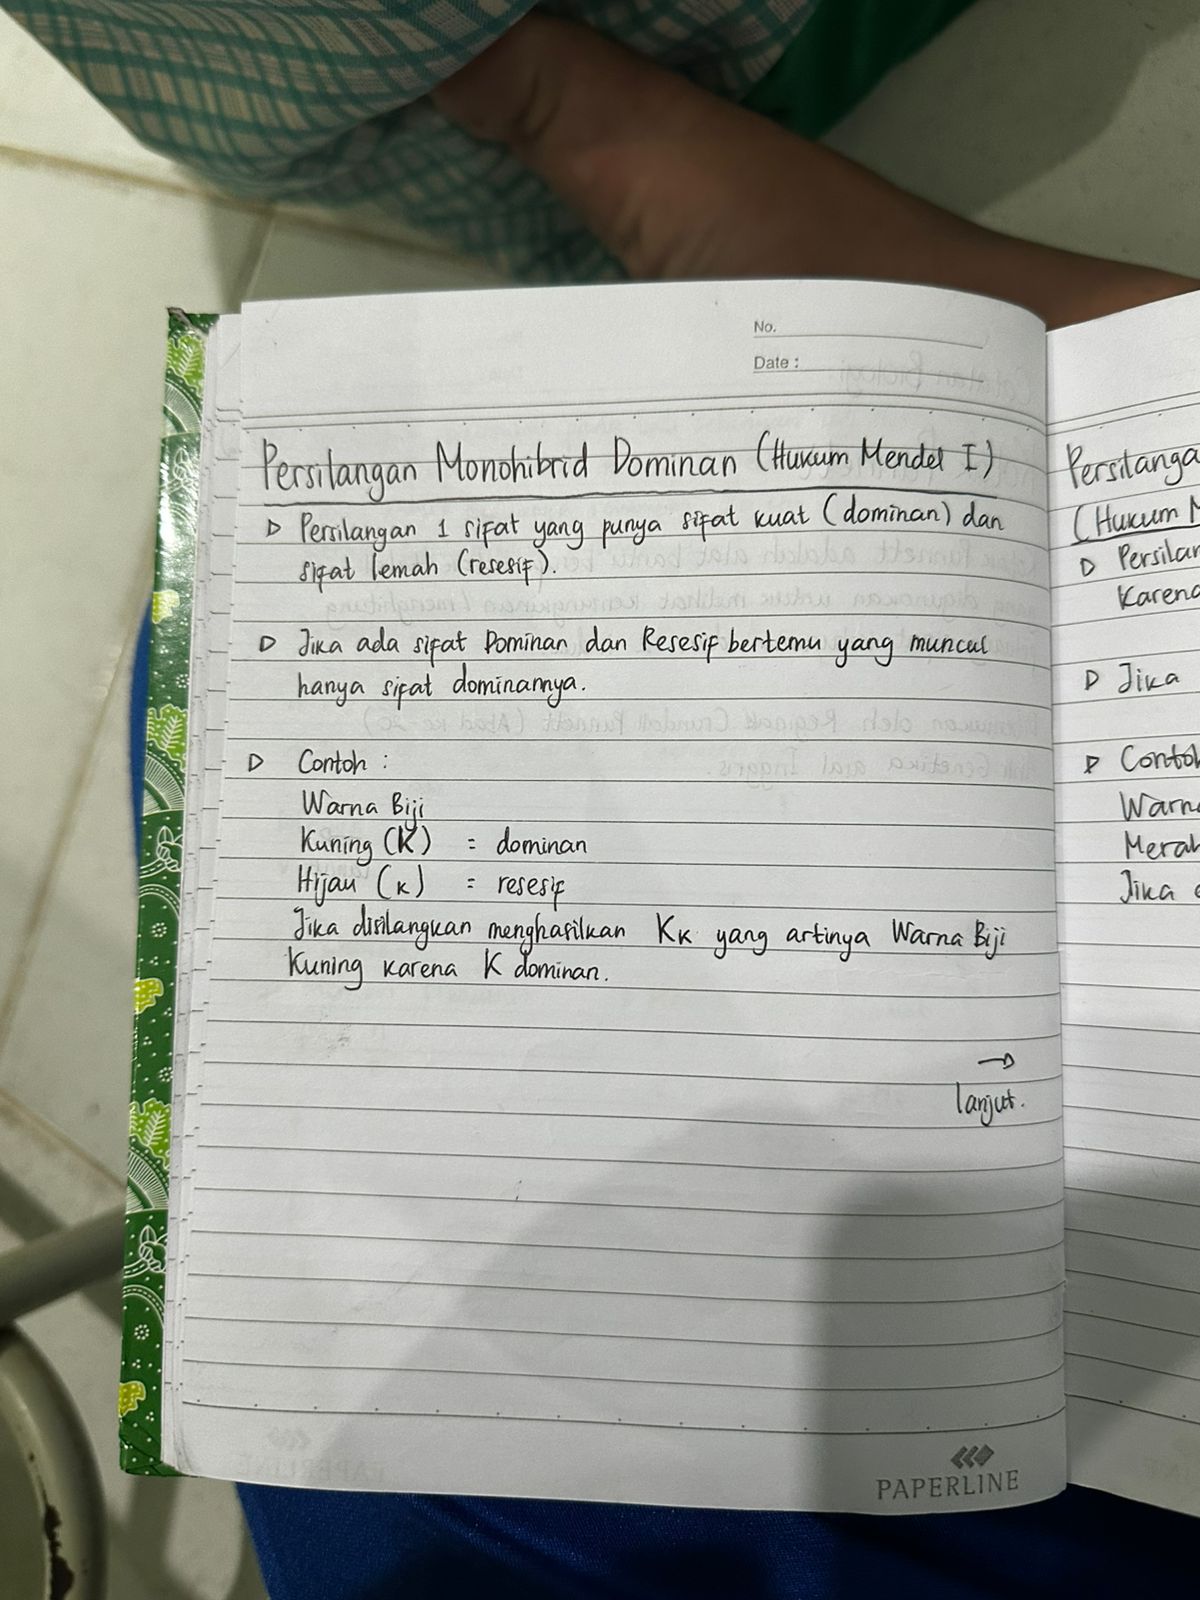 No.
Date :
Persilangan Monohibrid Dominan (Hukum Mendel I)
▷ Persilangan 1 sifat yang punya sifat kuat (dominan) dan
sifat lemah (resesif).
▷ Jika ada sifat Dominan dan Resesif bertemu yang muncul
hanya sifat dominannya.
▷ Contoh :
Warna Biji
Kuning (K) = dominan
Hijau (k) = resesif
Jika disilangkan menghasilkan Kk yang artinya Warna Biji
Kuning karena K dominan.
→
lanjut.
PAPERLINE
Persilanga
(Hukum M
▷ Persilan
Karena
▷ Jika
▷ Contoh
Warna
Merah
Jika